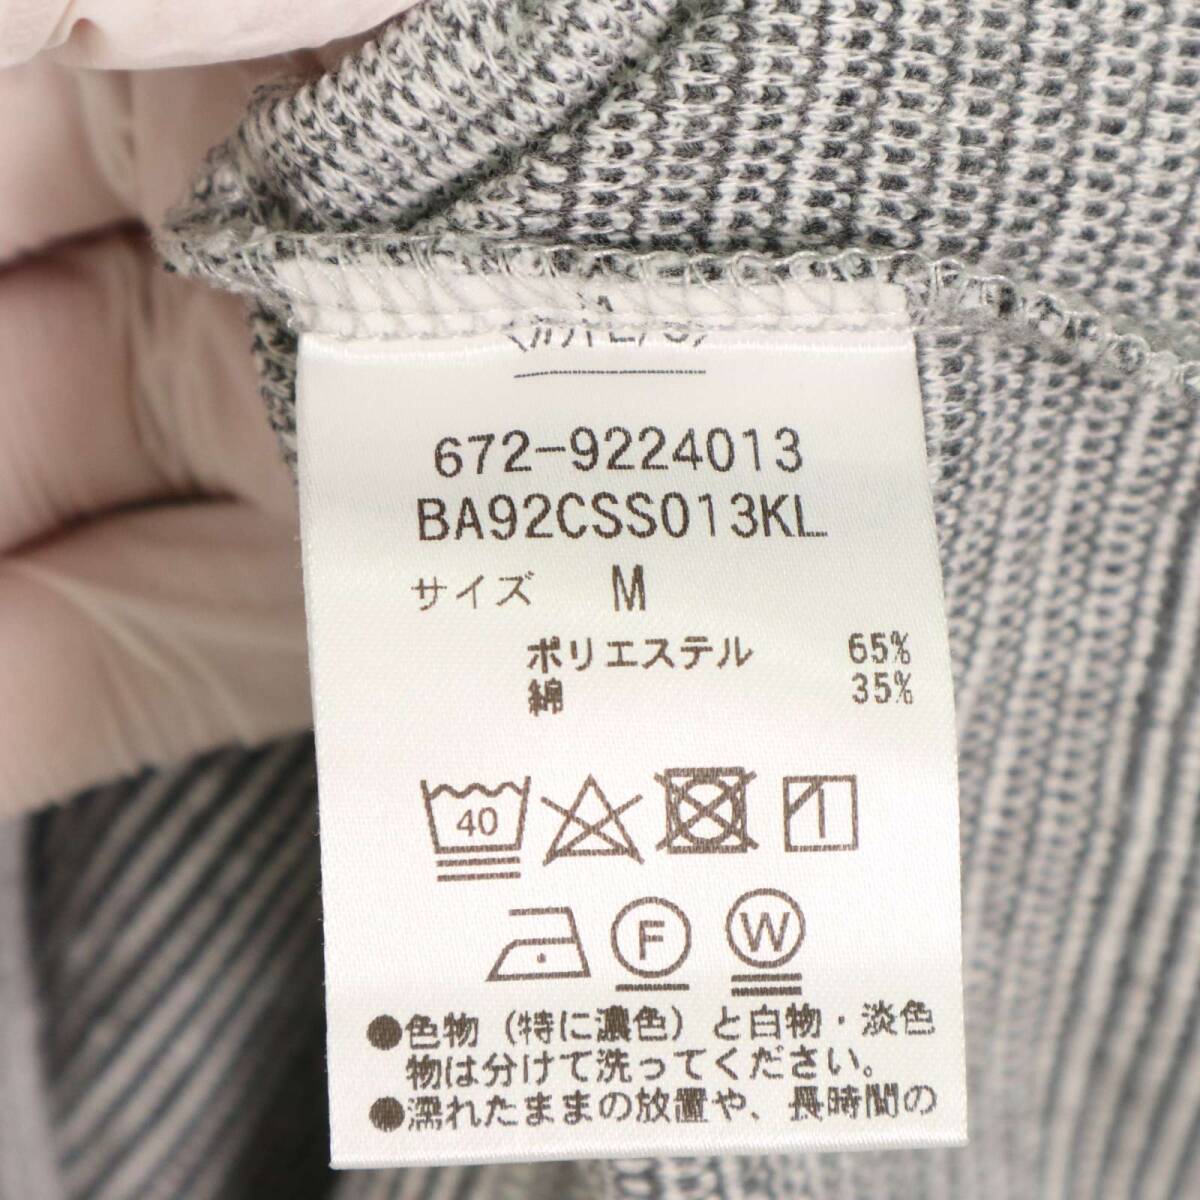 672-9224013
BA92CSS013KL
サイズ M
ポリエステル 65%
綿 35%
40
F W
●色物(特に濃色)と白物・淡色
物は分けて洗ってください。
●濡れたままの放置や、長時間の